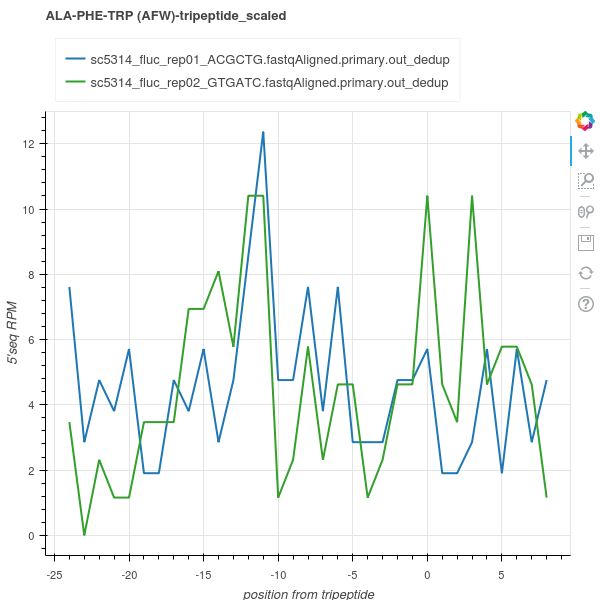 ALA-PHE-TRP (AFW)-tripeptide_scaled
sc5314_fluc_rep01_ACGCTG.fastqAligned.primary.out_dedup
sc5314_fluc_rep02_GTGATC.fastqAligned.primary.out_dedup
12
10
8
6
4
2
0
5'seq RPM
-25
-20
-15
-10
-5
0
5
position from tripeptide